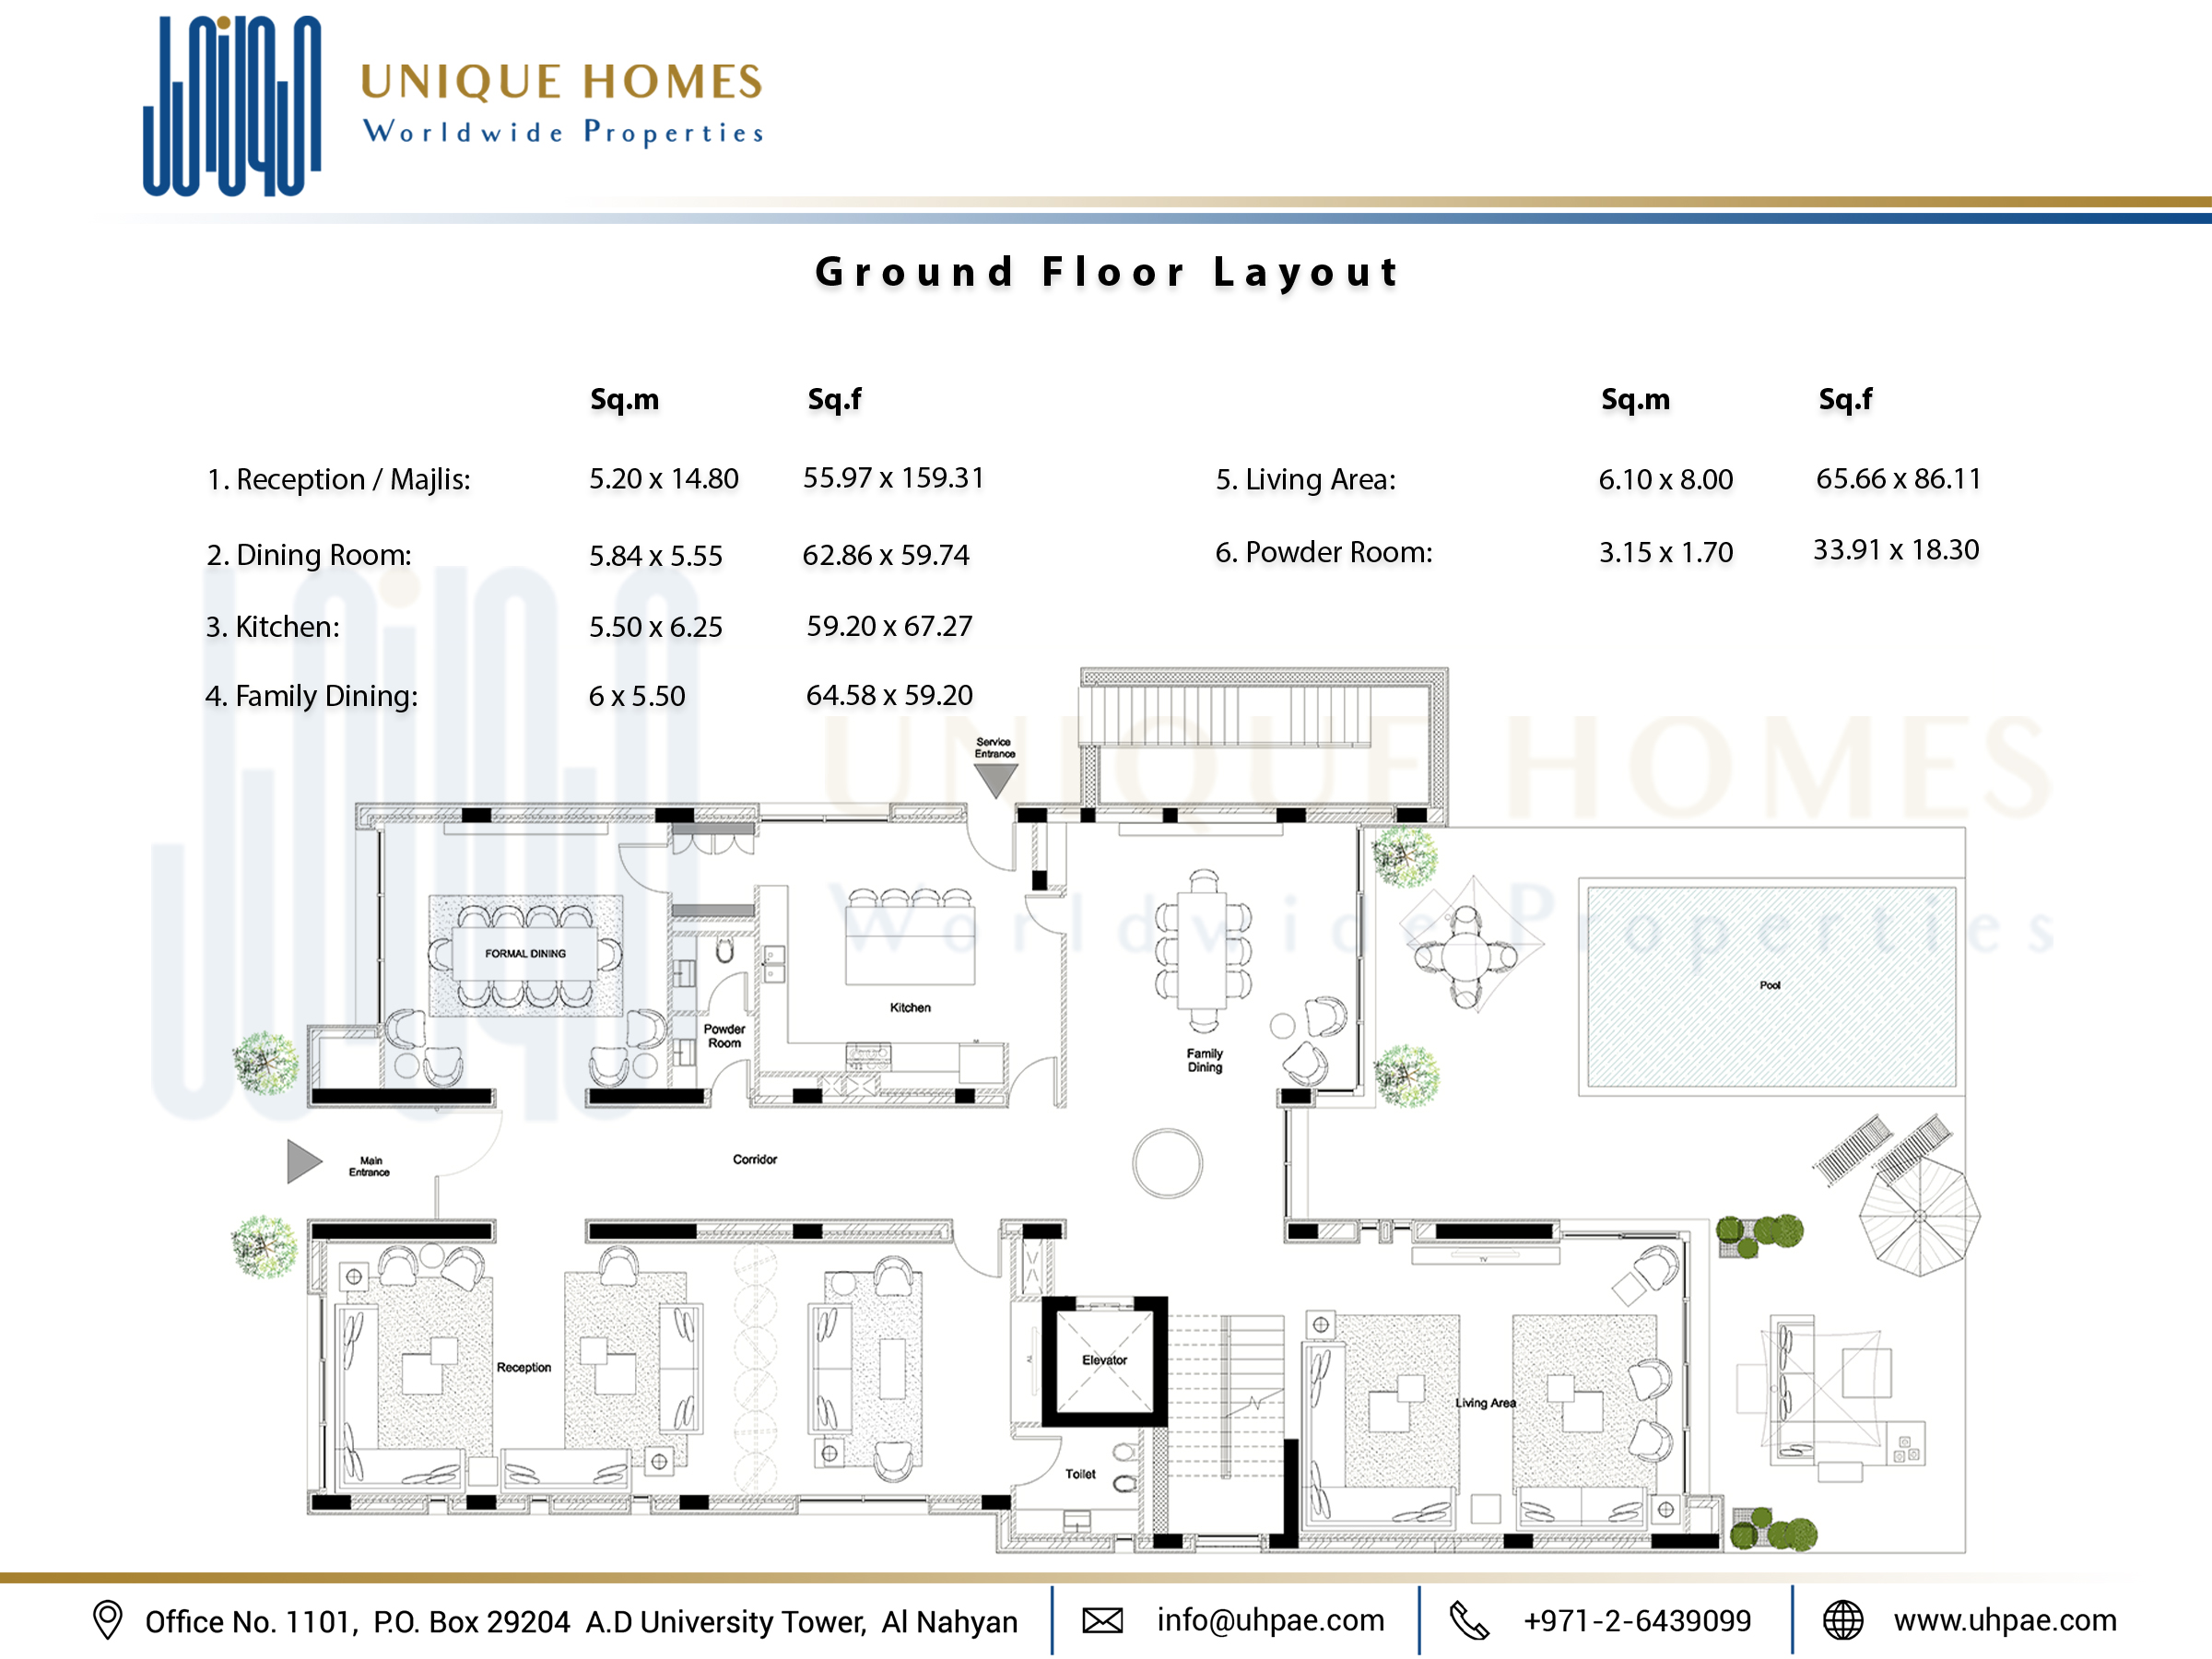 UNIQUE HOMES
Worldwide Properties
Ground Floor Layout
Sq.m Sq.f
1. Reception / Majlis: 5.20 x 14.80 55.97 x 159.31
2. Dining Room: 5.84 x 5.55 62.86 x 59.74
3. Kitchen: 5.50 x 6.25 59.20 x 67.27
4. Family Dining: 6 x 5.50 64.58 x 59.20
Sq.m Sq.f
5. Living Area: 6.10 x 8.00 65.66 x 86.11
6. Powder Room: 3.15 x 1.70 33.91 x 18.30
UNIQUE HOMES
Worldwide Properties
Service
Entrance
FORMAL DINING
Kitchen
Pool
Powder
Room
Family
Dining
Main
Entrance
Corridor
TV
Reception
TV
Elevator
Living Area
Toilet
Office No. 1101, P.O. Box 29204 A.D University Tower, Al Nahyan
info@uhpae.com
+971-2-6439099
www.uhpae.com